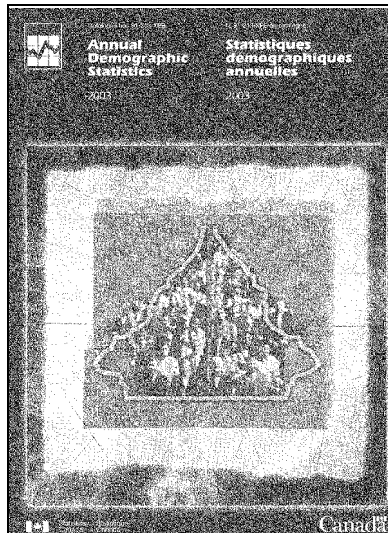 Annual
Demographic
Statistics
2003
Statistiques
démographiques
annuelles
2003
Canada